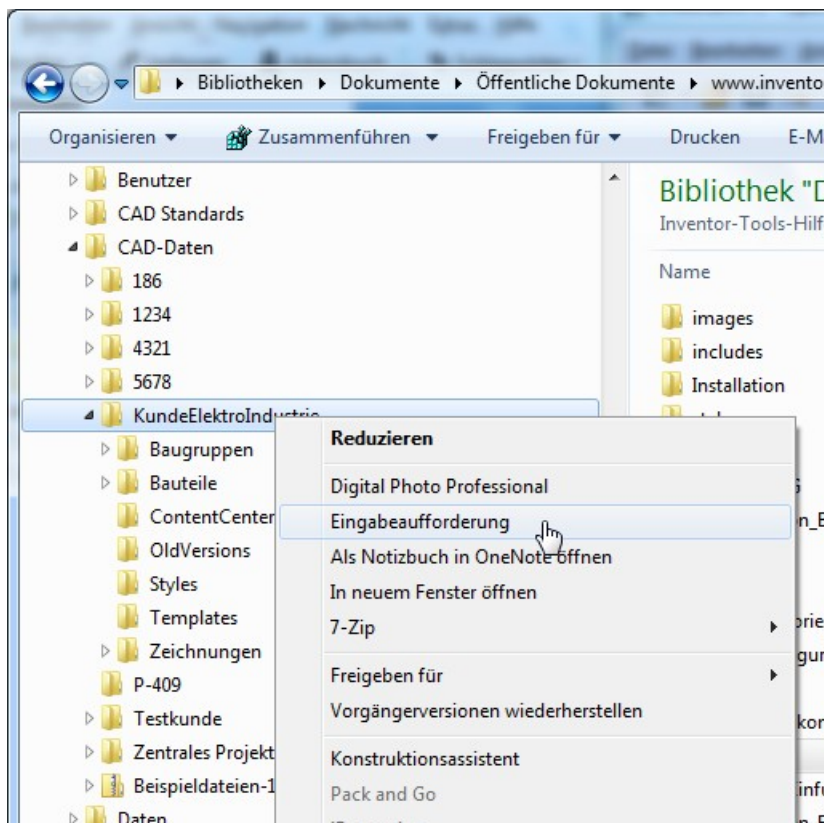 Bibliotheken Dokumente Öffentliche Dokumente www.invento
Organisieren Zusammenführen Freigeben für Drucken E-M
Benutzer
CAD Standards
CAD-Daten
186
1234
4321
5678
KundeElektroIndustrie
Baugruppen
Bauteile
ContentCenter
OldVersions
Styles
Templates
Zeichnungen
P-409
Testkunde
Zentrales Projekt
Beispieldateien-1
Daten
Reduzieren
Digital Photo Professional
Eingabeaufforderung
Als Notizbuch in OneNote öffnen
In neuem Fenster öffnen
7-Zip
Freigeben für
Vorgängerversionen wiederherstellen
Konstruktionsassistent
Pack and Go
Bibliothek "D
Inventor-Tools-Hilf
Name
images
includes
Installation